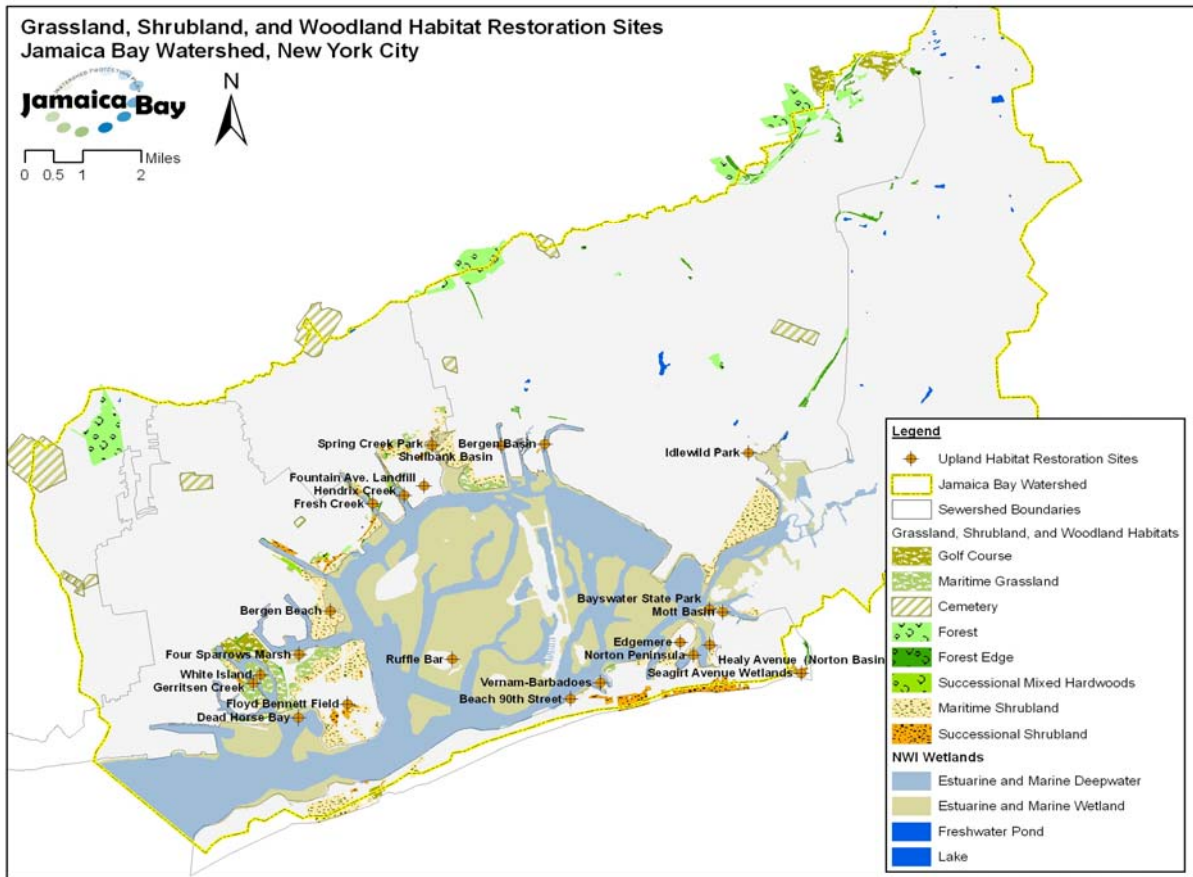 Grassland, Shrubland, and Woodland Habitat Restoration Sites
Jamaica Bay Watershed, New York City
WATERSHED PROTECTION PLAN
Jamaica Bay
N
Miles
0 0.5 1 2
Spring Creek Park
Bergen Basin
Shellbank Basin
Idlewild Park
Fountain Ave. Landfill
Hendrix Creek
Fresh Creek
Bergen Beach
Bayswater State Park
Mott Basin
Four Sparrows Marsh
Ruffle Bar
Edgemere
Norton Peninsula
Healy Avenue (Norton Basin
White Island
Seagirt Avenue Wetlands
Gerritsen Creek
Vernam-Barbadoes
Floyd Bennett Field
Beach 90th Street
Dead Horse Bay
Legend
Upland Habitat Restoration Sites
Jamaica Bay Watershed
Sewershed Boundaries
Grassland, Shrubland, and Woodland Habitats
Golf Course
Maritime Grassland
Cemetery
Forest
Forest Edge
Successional Mixed Hardwoods
Maritime Shrubland
Successional Shrubland
NWI Wetlands
Estuarine and Marine Deepwater
Estuarine and Marine Wetland
Freshwater Pond
Lake